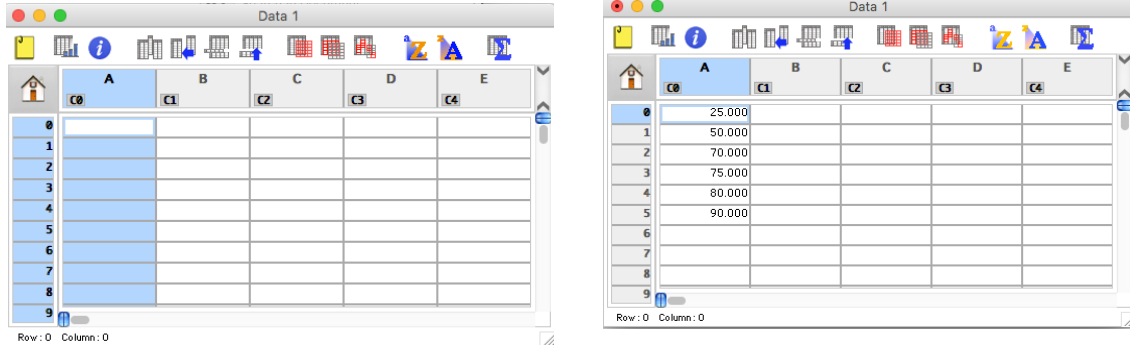 Data 1
A B C D E
C0 C1 C2 C3 C4
0
1
2
3
4
5
6
7
8
9
Row: 0 Column: 0
Data 1
A B C D E
C0 C1 C2 C3 C4
0 25.000
1 50.000
2 70.000
3 75.000
4 80.000
5 90.000
6
7
8
9
Row: 0 Column: 0